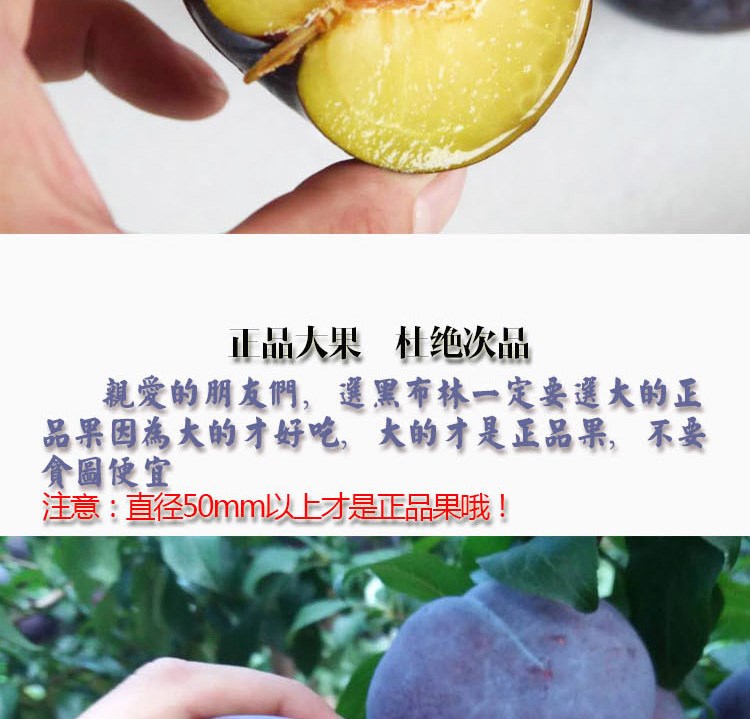 正品大果 杜绝次品
親愛的朋友們，選黑布林一定要選大的正
品果因為大的才好吃，大的才是正品果，不要
貪圖便宜
注意：直径50mm以上才是正品果哦！